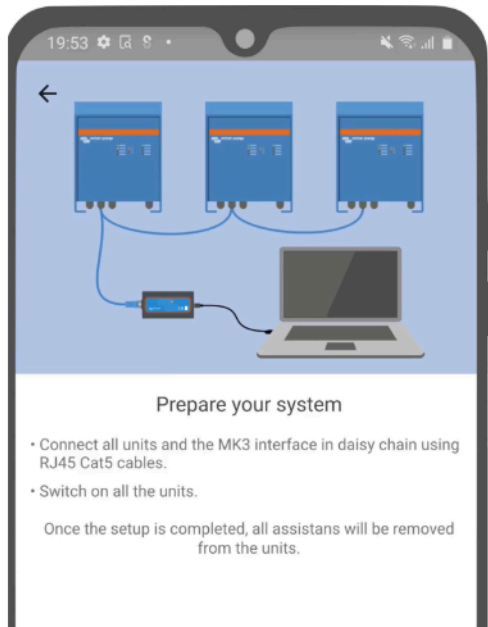 19:53
Prepare your system
• Connect all units and the MK3 interface in daisy chain using
RJ45 Cat5 cables.
• Switch on all the units.
Once the setup is completed, all assistans will be removed
from the units.